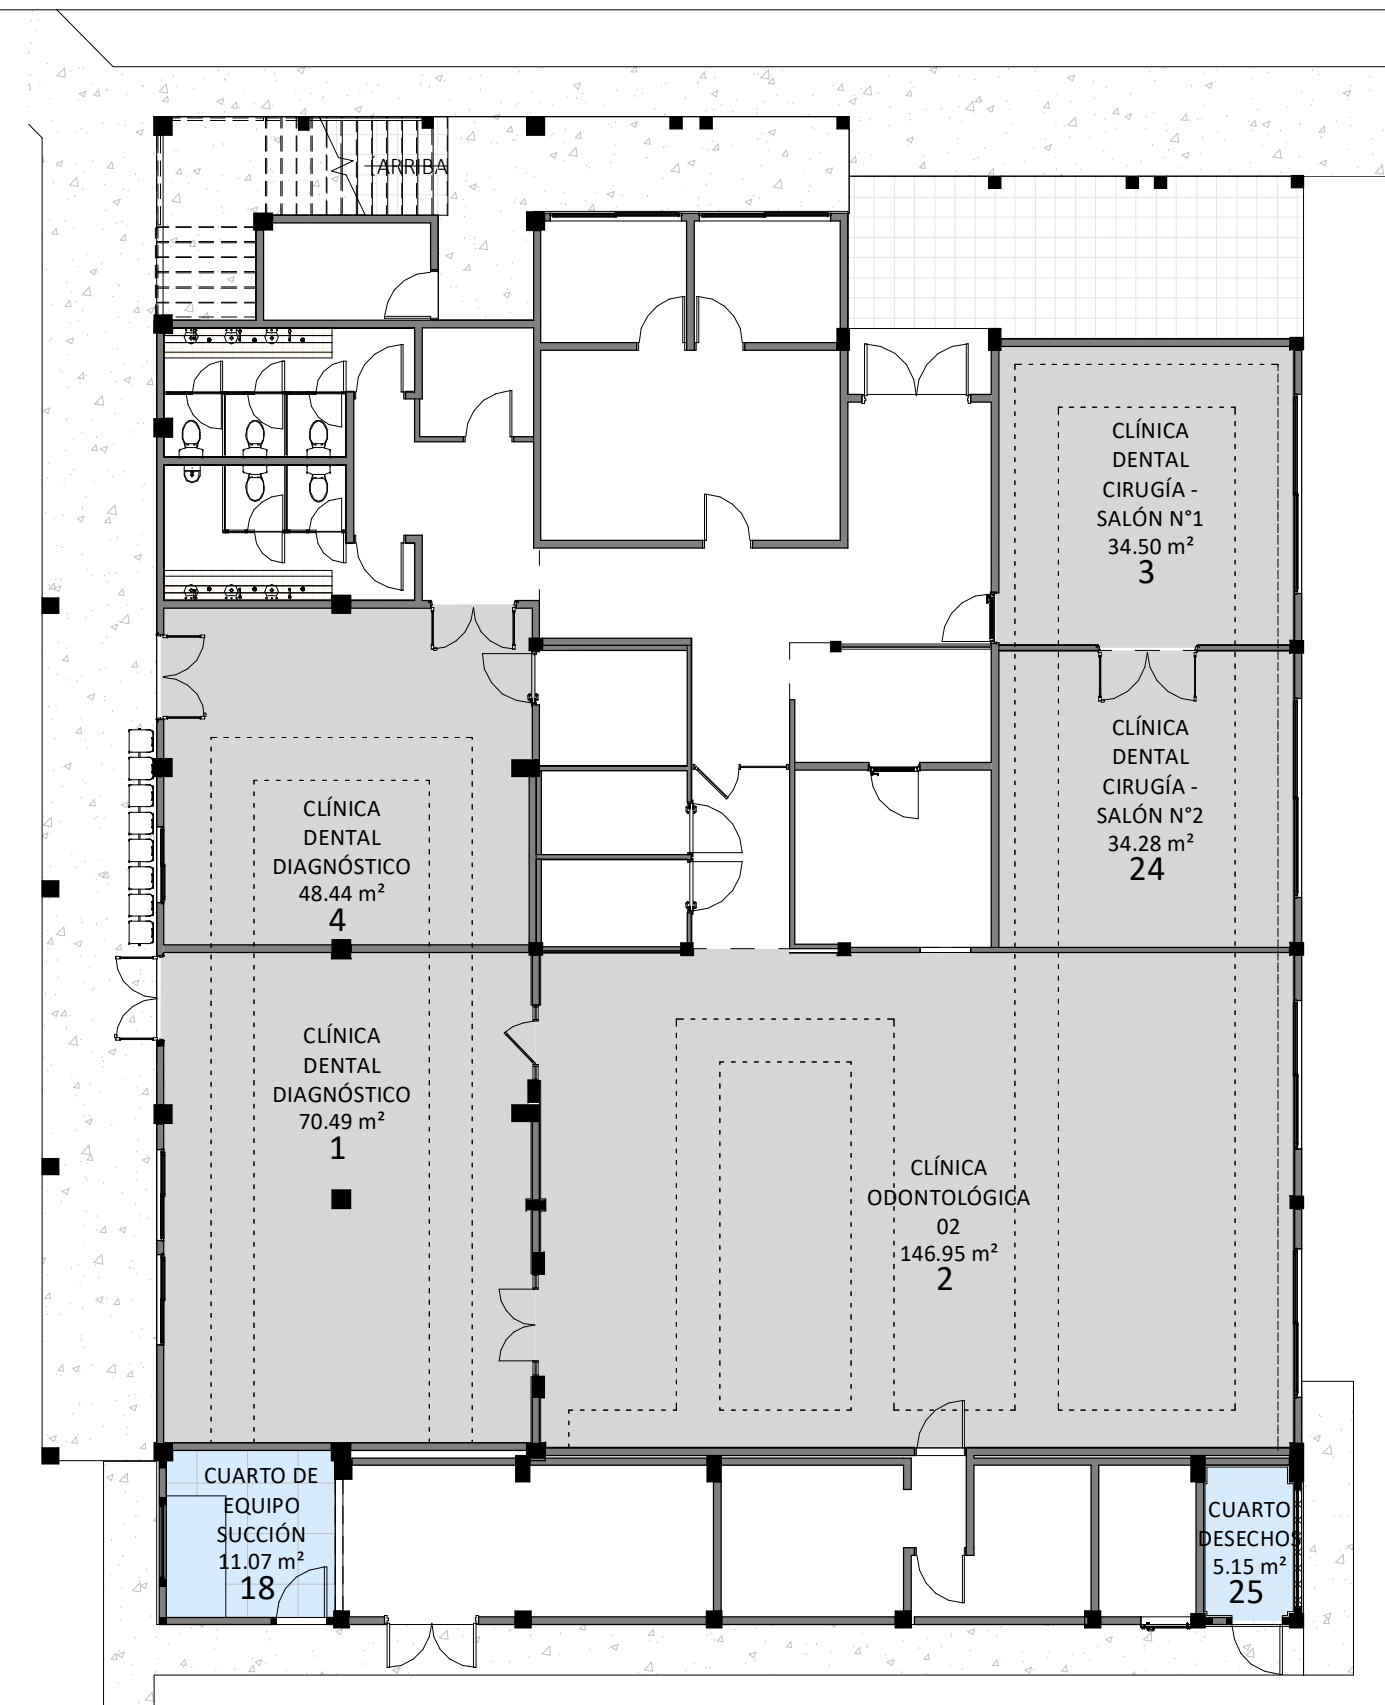 ARRIBA
CLÍNICA
DENTAL
CIRUGÍA -
SALÓN N°1
34.50 m²
3
CLÍNICA
DENTAL
CIRUGÍA -
SALÓN N°2
34.28 m²
24
CLÍNICA
DENTAL
DIAGNÓSTICO
48.44 m²
4
CLÍNICA
DENTAL
DIAGNÓSTICO
70.49 m²
1
CLÍNICA
ODONTOLÓGICA
02
146.95 m²
2
CUARTO DE
EQUIPO
SUCCIÓN
11.07 m²
18
CUARTO
DESECHOS
5.15 m²
25